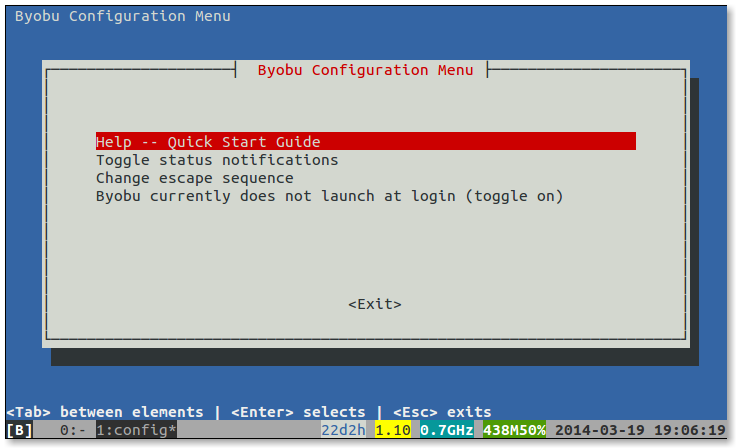 Byobu Configuration Menu
Byobu Configuration Menu
Help -- Quick Start Guide
Toggle status notifications
Change escape sequence
Byobu currently does not launch at login (toggle on)
<Exit>
<Tab> between elements | <Enter> selects | <Esc> exits
[B] 0:- 1:config* 22d2h 1.10 0.7GHz 438M50% 2014-03-19 19:06:19